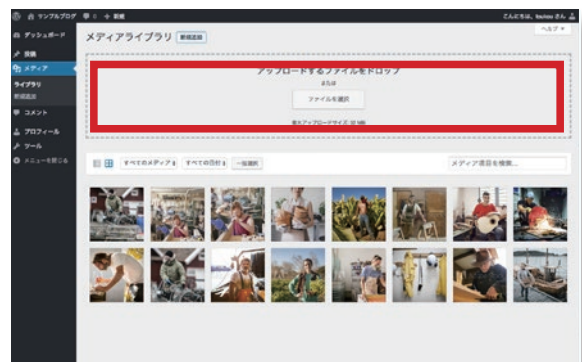 サンプルブログ 0 + 新規
こんにちは、 さん
ヘルプ ▼
ダッシュボード
投稿
メディア
ライブラリ
新規追加
コメント
プロフィール
ツール
メニューを閉じる
メディアライブラリ 新規追加
アップロードするファイルをドロップ
または
ファイルを選択
最大アップロードサイズ: 32 MB
すべてのメディア すべての日付 一括選択
メディア項目を検索...